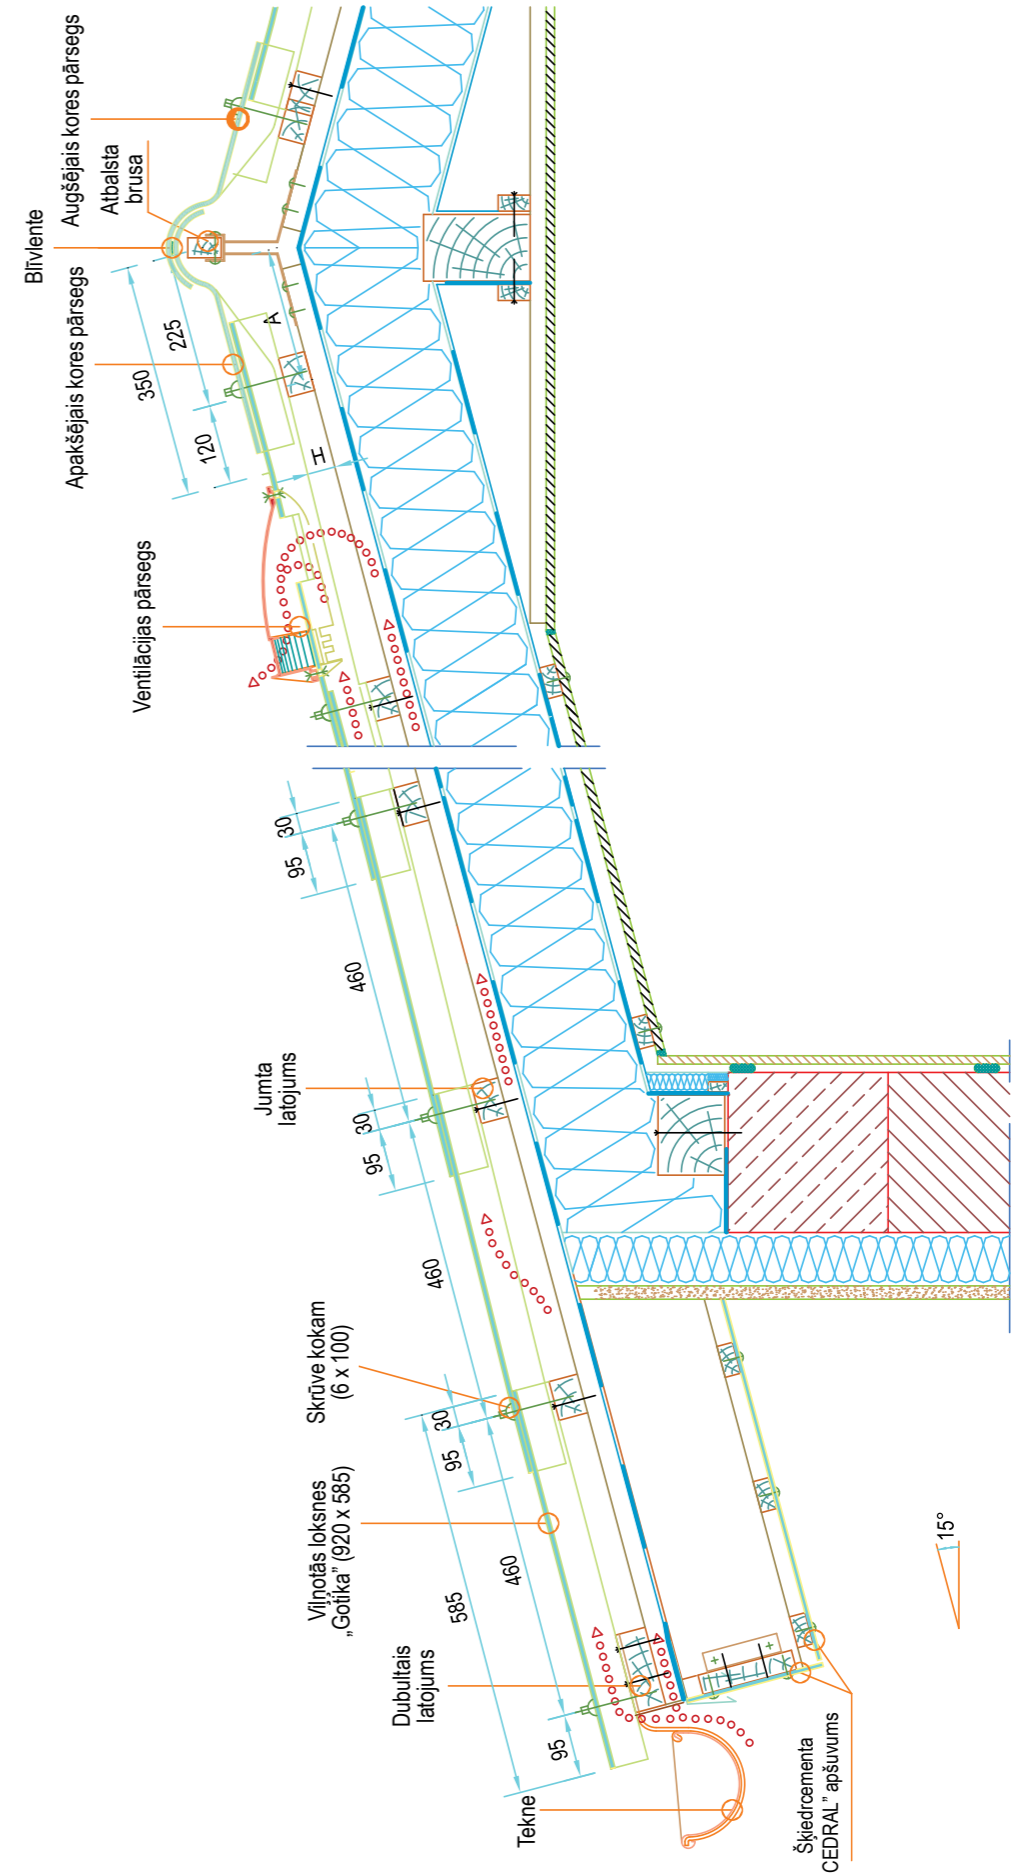 Tekne
Šķiedrcementa
CEDRAL” apšuvums
Dubultais
latojums
Viļņotās loksnes
„Gotika” (920 x 585)
Skrūve kokam
(6 x 100)
Jumta
latojums
Ventilācijas pārsegs
Apakšējais kores pārsegs
Blīvlente
Atbalsta
brusa
Augšējais kores pārsegs
95
460
585
95
30
460
95
30
460
95
30
120
350
225
H
A
15°